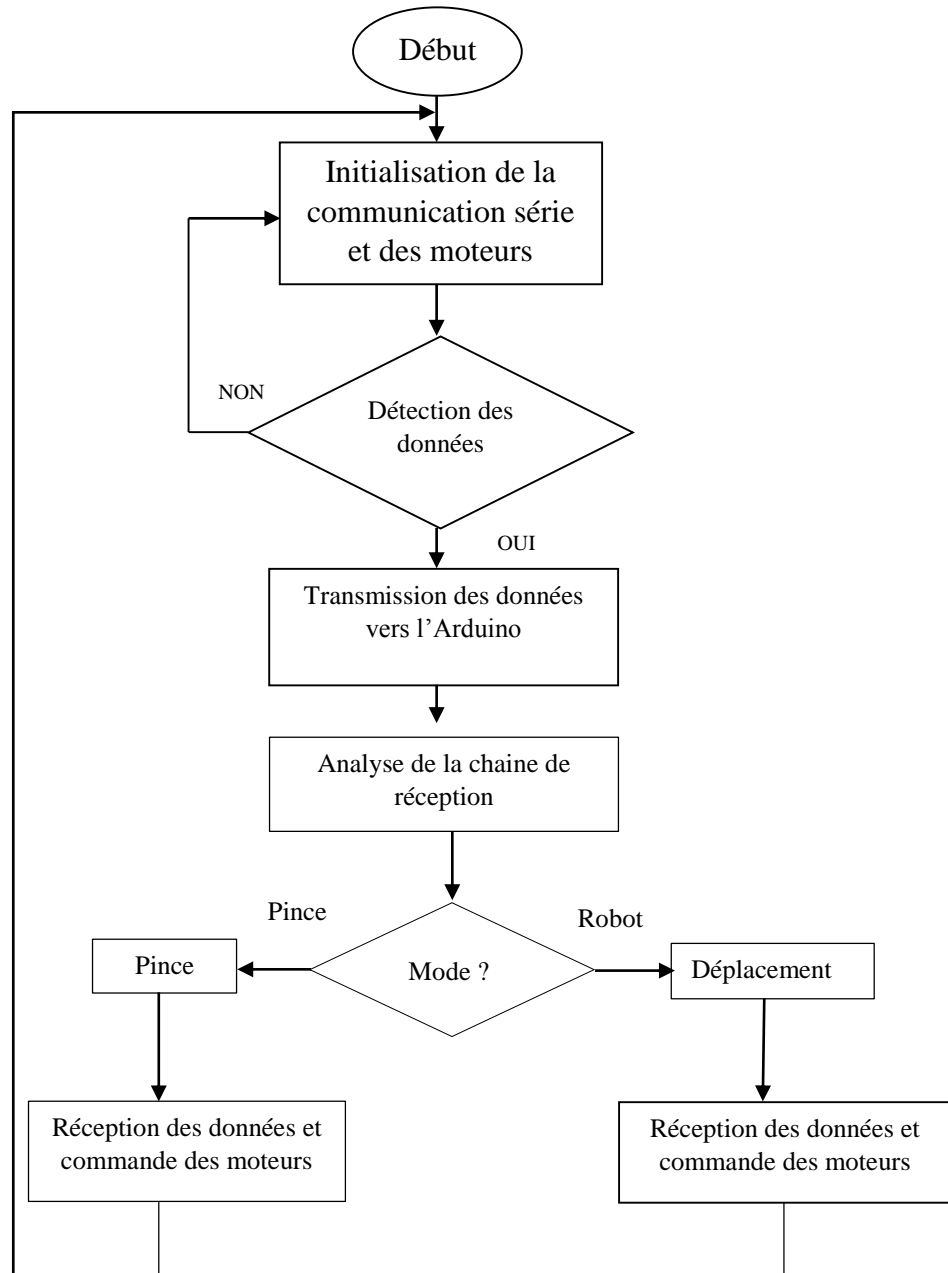 Début
Initialisation de la
communication série
et des moteurs
NON
Détection des
données
OUI
Transmission des données
vers l’Arduino
Analyse de la chaine de
réception
Pince
Robot
Pince
Mode ?
Déplacement
Réception des données et
commande des moteurs
Réception des données et
commande des moteurs